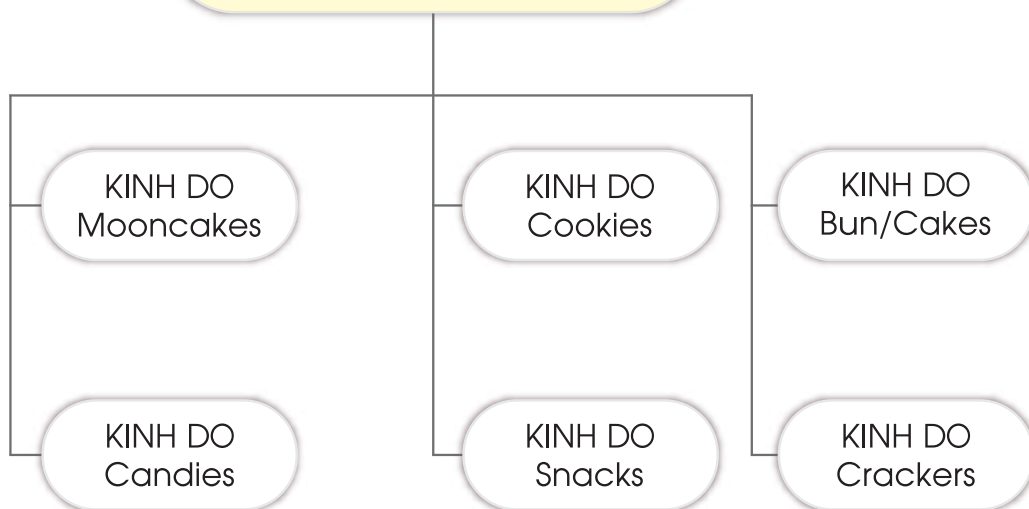 KINH DO
Mooncakes
KINH DO
Cookies
KINH DO
Bun/Cakes
KINH DO
Candies
KINH DO
Snacks
KINH DO
Crackers